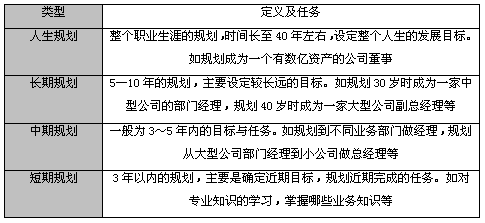 类型
定义及任务
人生规划
整个职业生涯的规划,时间长至 40 年左右,设定整个人生的发展目标。
如规划成为一个有数亿资产的公司董事
长期规划
5—10 年的规划,主要设定较长远的目标。如规划 30 岁时成为一家中
型公司的部门经理,规划 40 岁时成为一家大型公司副总经理等
中期规划
一般为 3～5 年内的目标与任务。如规划到不同业务部门做经理,规划
从大型公司部门经理到小公司做总经理等
短期规划
3 年以内的规划,主要是确定近期目标,规划近期完成的任务。如对
专业知识的学习,掌握哪些业务知识等